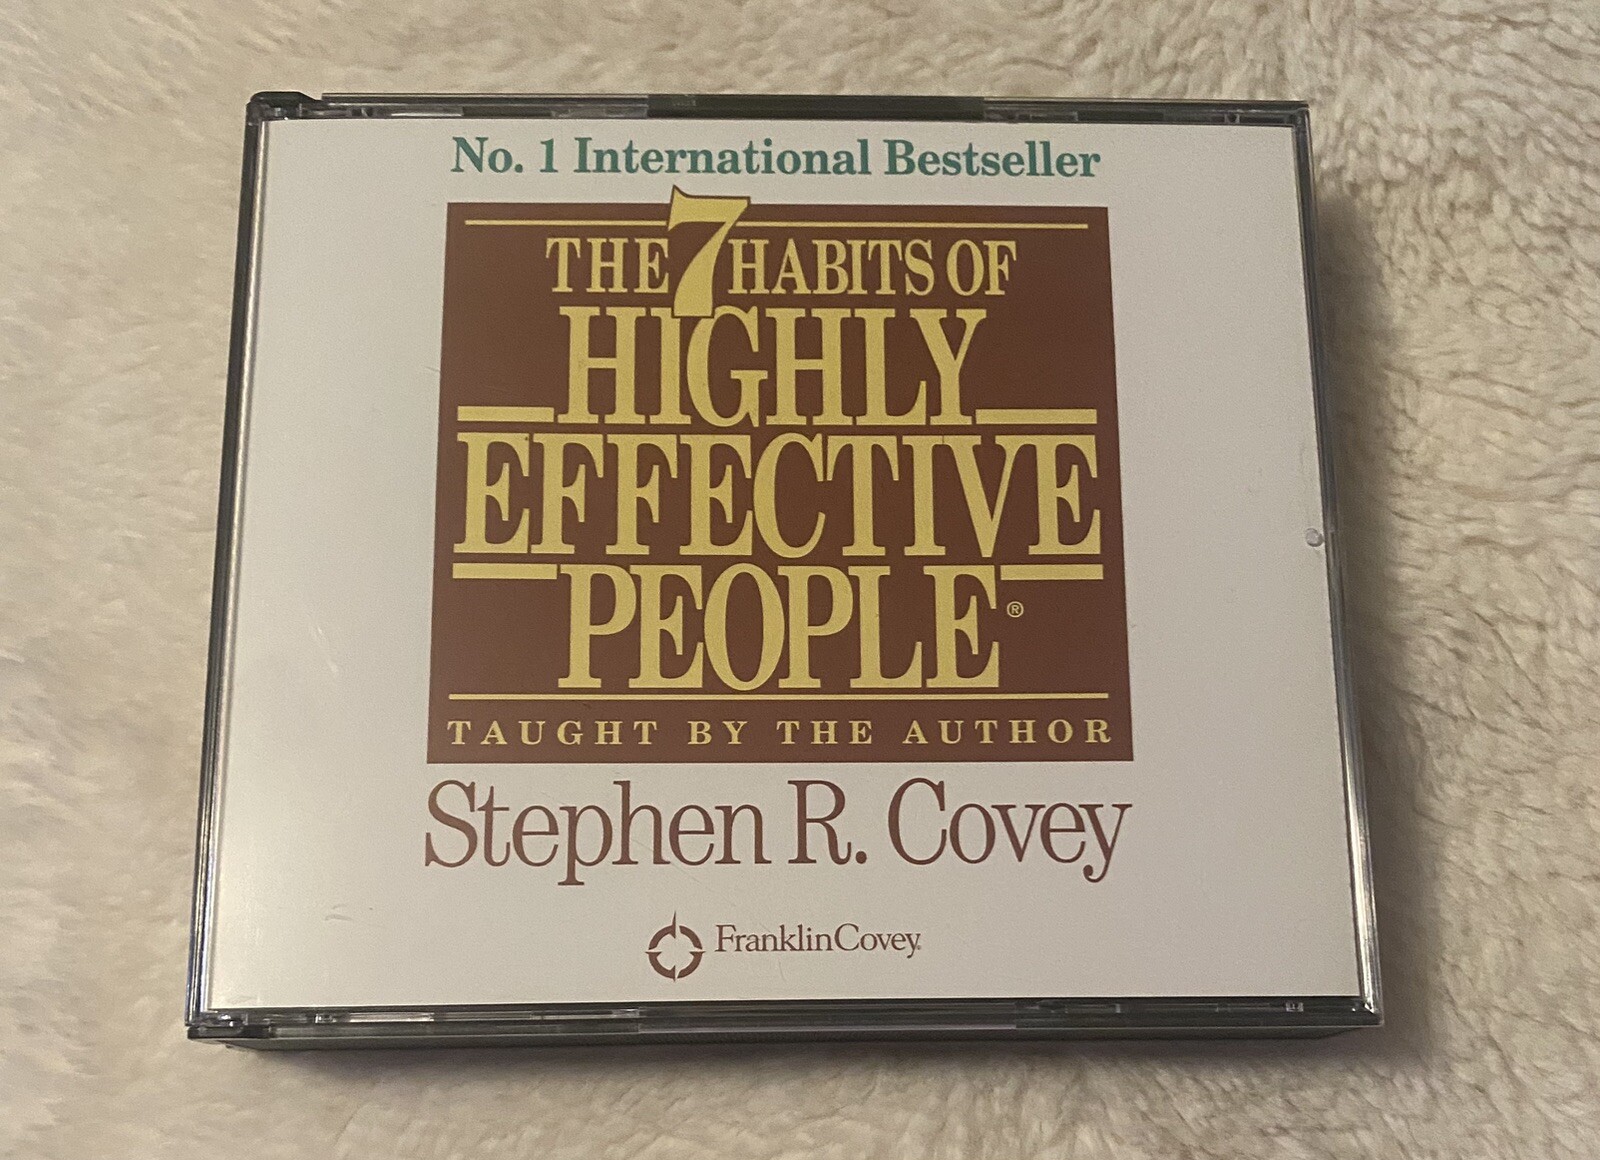 No. 1 International Bestseller
THE 7 HABITS OF
HIGHLY
EFFECTIVE
PEOPLE®
TAUGHT BY THE AUTHOR
Stephen R. Covey
FranklinCovey.